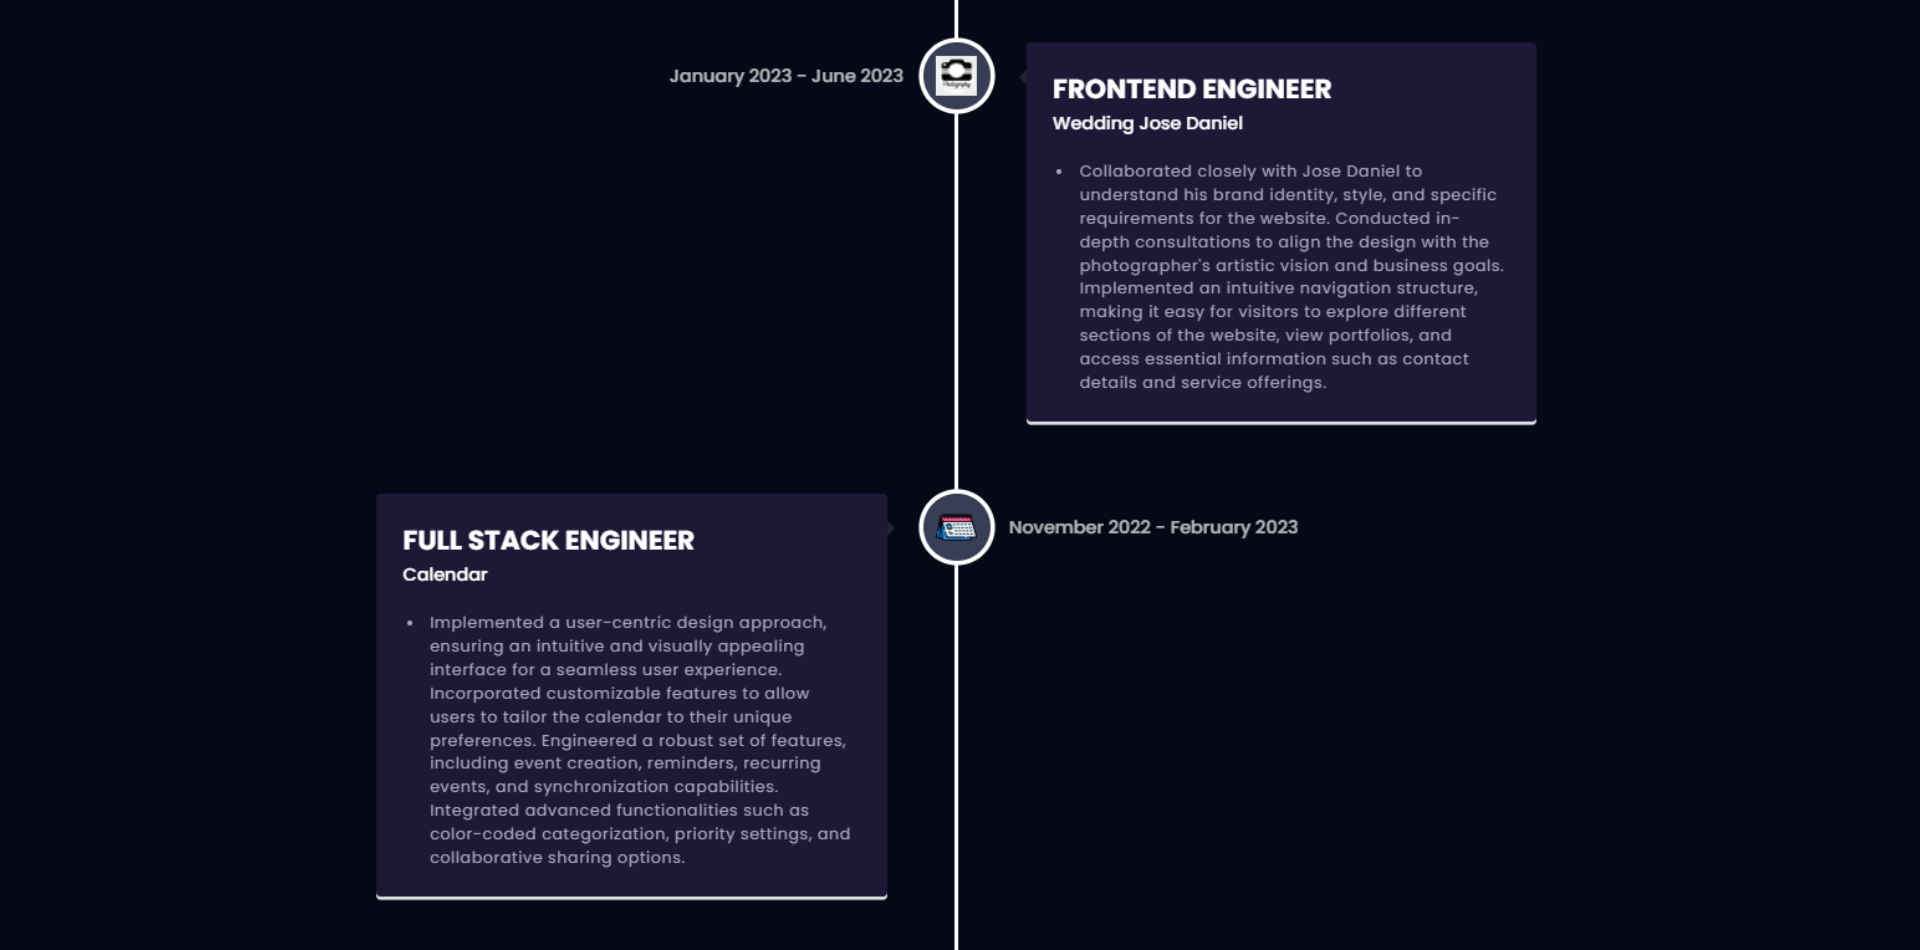 January 2023 - June 2023
Photography
FRONTEND ENGINEER
Wedding Jose Daniel
• Collaborated closely with Jose Daniel to
understand his brand identity, style, and specific
requirements for the website. Conducted in-
depth consultations to align the design with the
photographer's artistic vision and business goals.
Implemented an intuitive navigation structure,
making it easy for visitors to explore different
sections of the website, view portfolios, and
access essential information such as contact
details and service offerings.
FULL STACK ENGINEER
Calendar
• Implemented a user-centric design approach,
ensuring an intuitive and visually appealing
interface for a seamless user experience.
Incorporated customizable features to allow
users to tailor the calendar to their unique
preferences. Engineered a robust set of features,
including event creation, reminders, recurring
events, and synchronization capabilities.
Integrated advanced functionalities such as
color-coded categorization, priority settings, and
collaborative sharing options.
November 2022 - February 2023